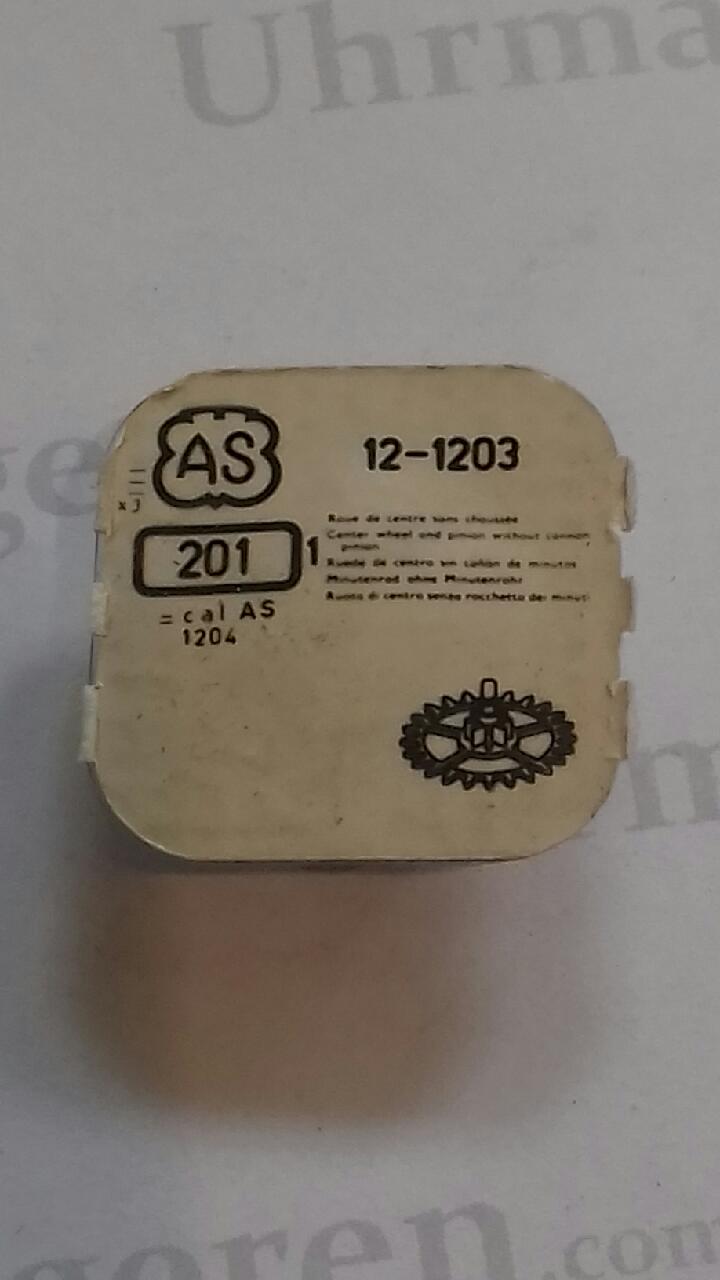 Uhrma
AS
12-1203
x J
201 1
Roue de centre sans chaussée
Center wheel and pinion without cannon
pinion
Rueda de centro sin cañon de minutos
Minutenrad ohne Minutenrohr
Ruota di centro senza rocchetto dei minuti
= cal AS
1204
geren.com